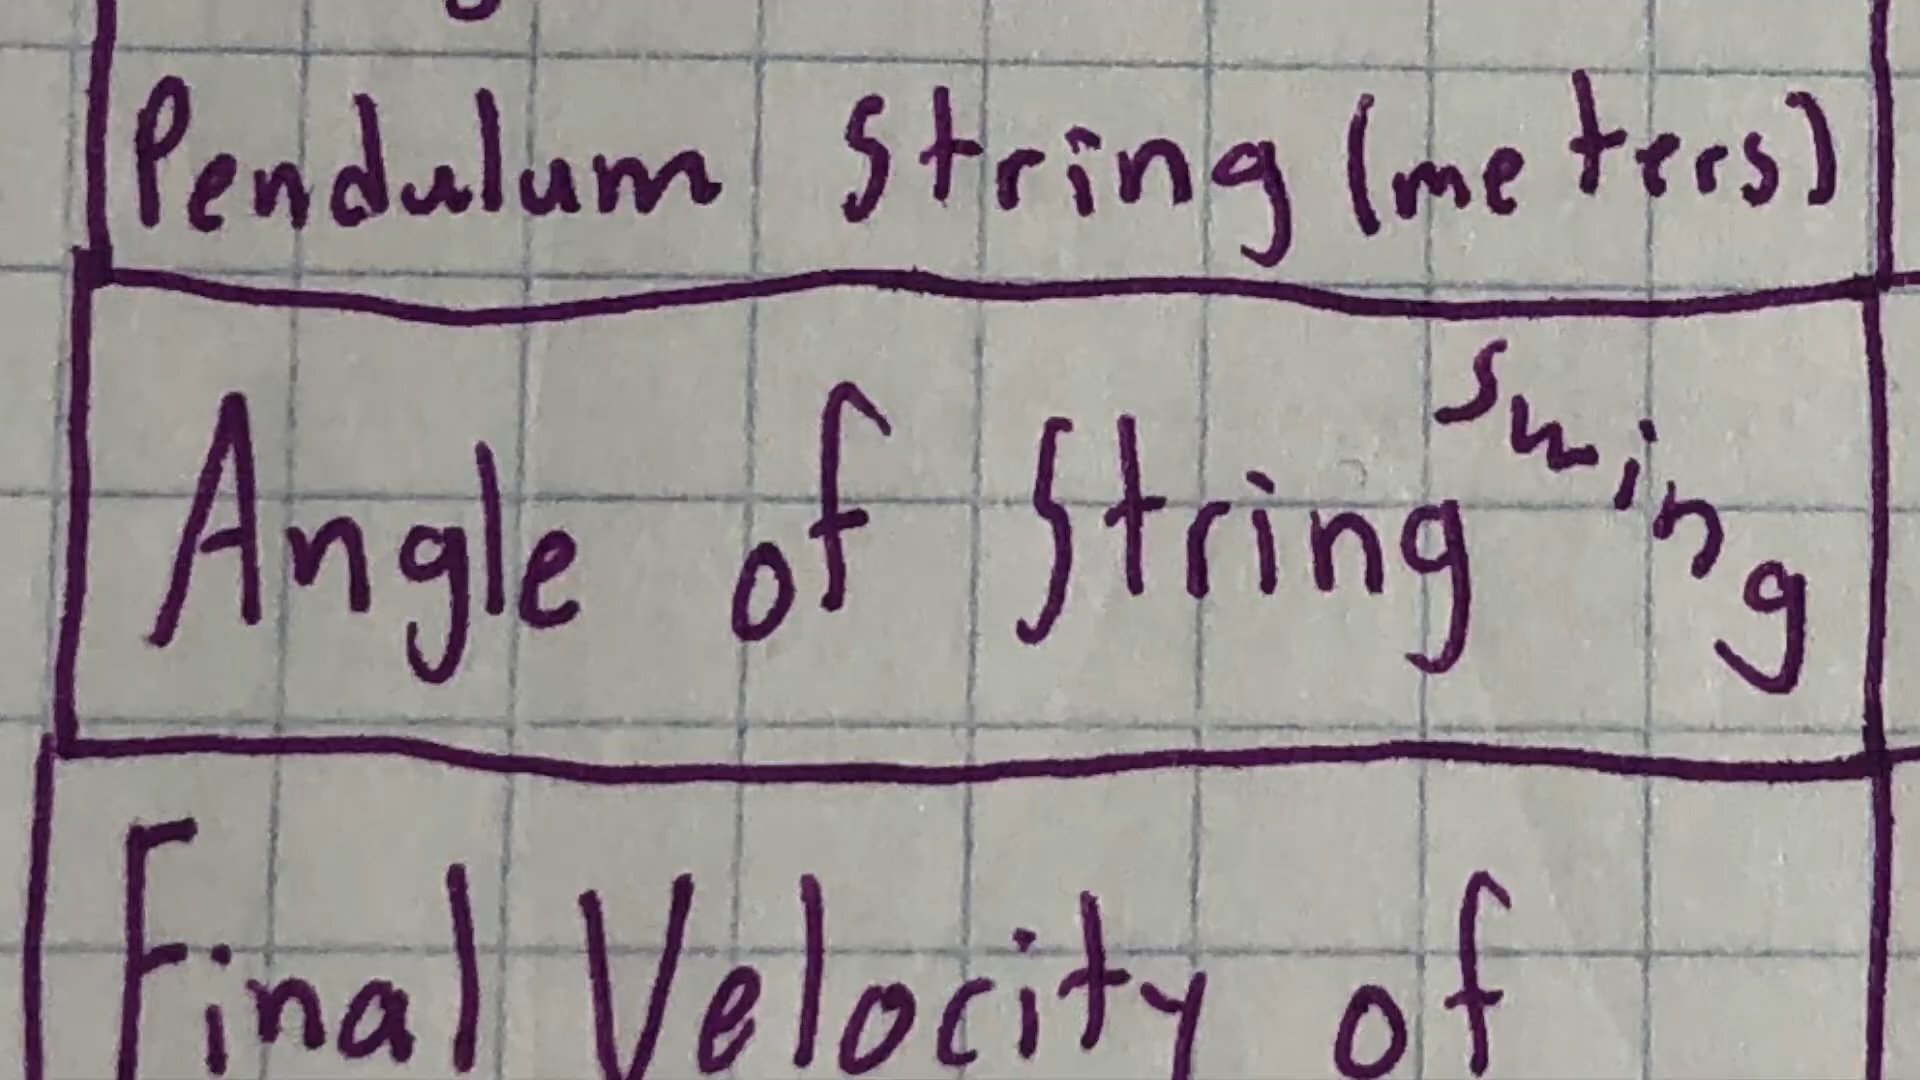 Pendulum String (meters)
Angle of String swing
Final Velocity of